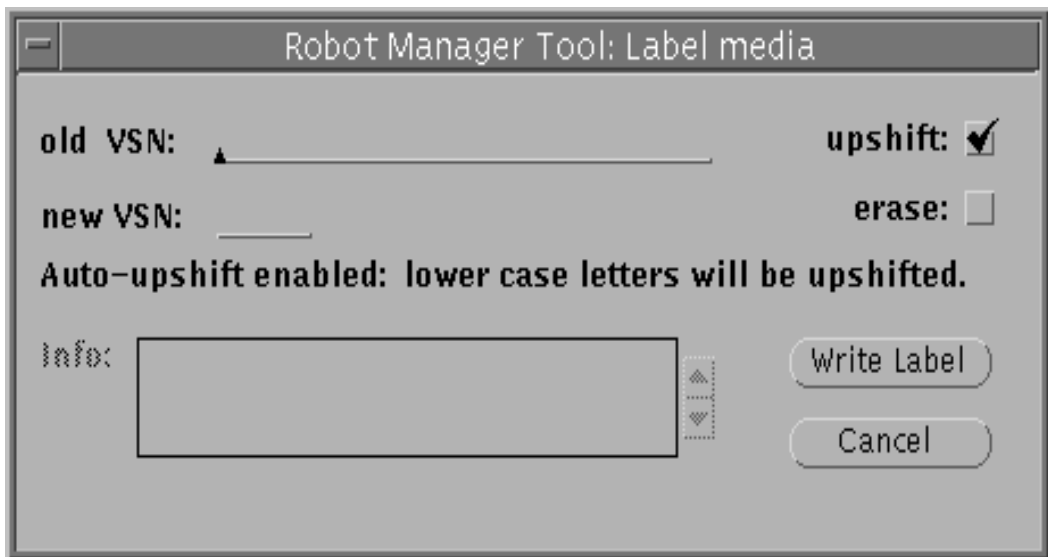 Robot Manager Tool: Label media
old VSN: upshift:
new VSN: erase:
Auto-upshift enabled: lower case letters will be upshifted.
Info: Write Label
Cancel